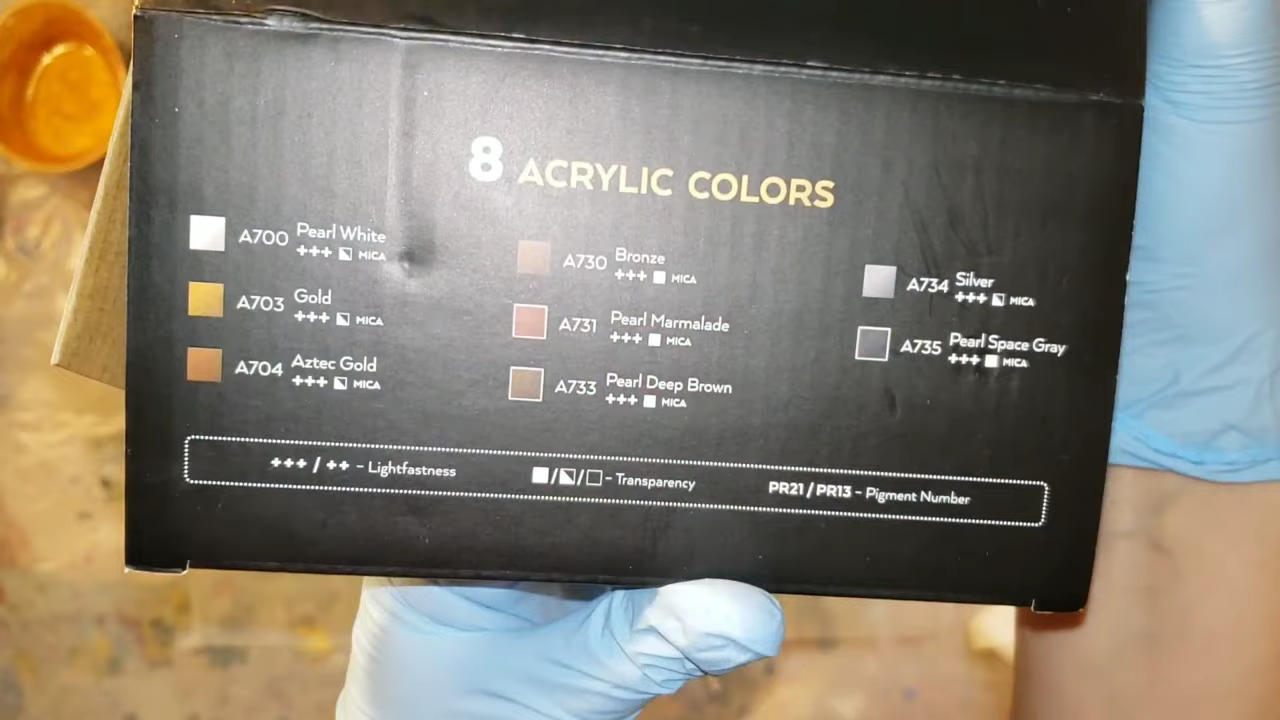 8 ACRYLIC COLORS
A700 Pearl White
+++ MICA
A703 Gold
+++ MICA
A704 Aztec Gold
+++ MICA
A730 Bronze
+++ MICA
A731 Pearl Marmalade
+++ MICA
A733 Pearl Deep Brown
+++ MICA
A734 Silver
+++ MICA
A735 Pearl Space Gray
+++ MICA
+++ / ++ – Lightfastness
■/◪/□ – Transparency
PR21 / PR13 – Pigment Number